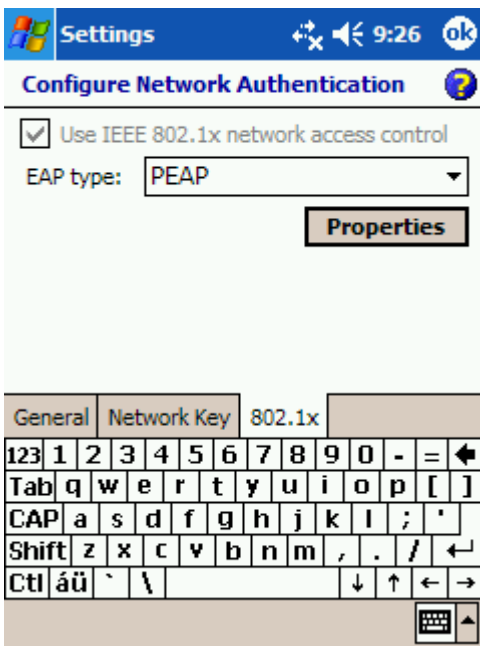 Settings 9:26 ok
Configure Network Authentication ?
Use IEEE 802.1x network access control
EAP type: PEAP
Properties
General Network Key 802.1x
123 1 2 3 4 5 6 7 8 9 0 - =
Tab q w e r t y u i o p [ ]
CAP a s d f g h j k l ; '
Shift z x c v b n m , . /
Ctl áü ` \